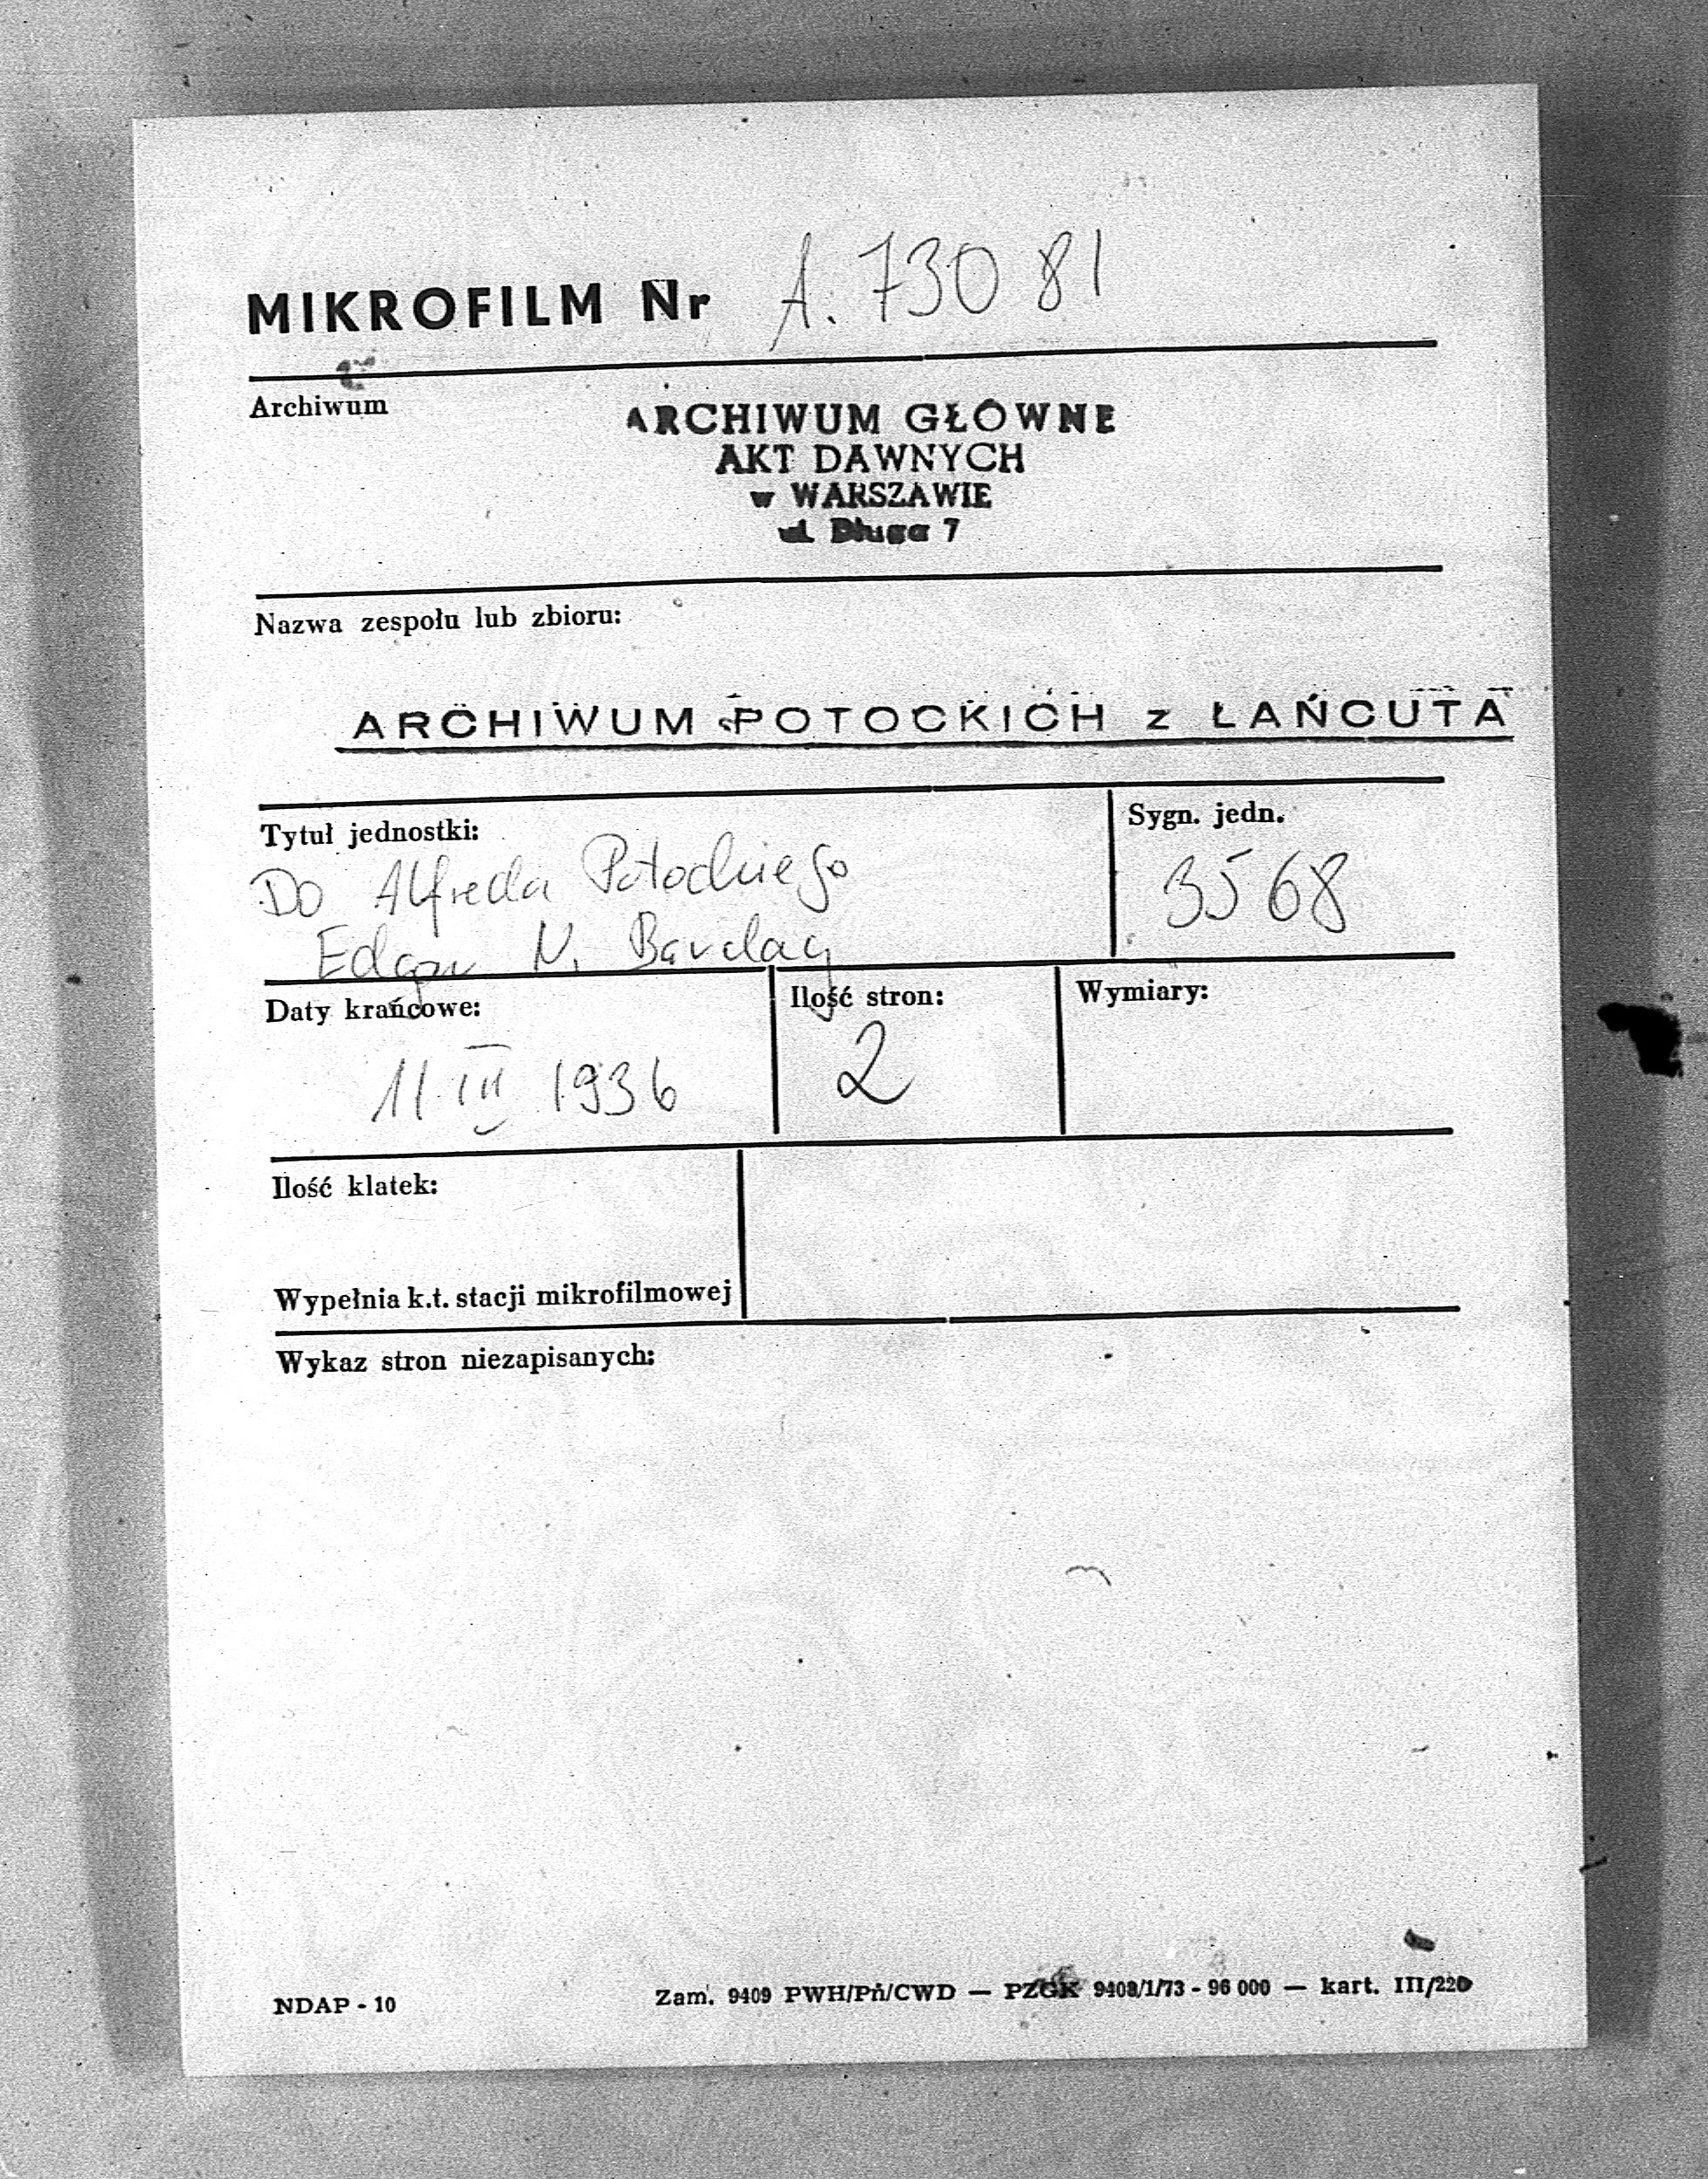 MIKROFILM Nr A. 73081
Archiwum
ARCHIWUM GŁÓWNE
AKT DAWNYCH
w WARSZAWIE
ul. Długa 7
Nazwa zespołu lub zbioru:
ARCHIWUM POTOCKICH z ŁAŃCUTA
Tytuł jednostki:
Sygn. jedn.
Do Alfreda Potockiego
3568
Edgar N. Barclay
Daty krańcowe:
Ilość stron:
Wymiary:
11 III 1936
2
Ilość klatek:
Wypełnia k.t. stacji mikrofilmowej
Wykaz stron niezapisanych:
NDAP - 10
Zam. 9409 PWH/Pń/CWD — PZGK 9408/1/73 - 96 000 — kart. III/220